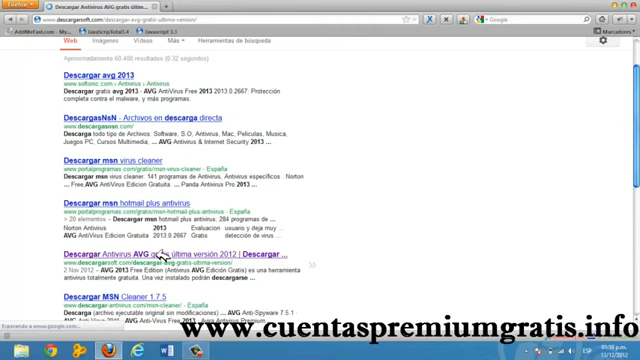 Firefox
Descargar Antivirus AVG gratis últim...
www.descargarsoft.com/descargar-avg-gratis-ultima-version/
Google
AddMeFast.com
JavaScriptTotal3.4
Javascript 3.3
Marcadores
Web Imágenes Vídeos Más Herramientas de búsqueda
Aproximadamente 60.400 resultados (0.32 segundos)
Descargar avg 2013
www.softonic.com › Antivirus › Antivirus
Descargar gratis avg 2013 - AVG AntiVirus Free 2013 2013.0.2667: Protección
completa contra el malware, y más programas.
DescargasNsN - Archivos en descarga directa
www.descargasnsn.com/
Descarga todo tipo de Archivos: Software, S.O, Antivirus, Mac, Peliculas, Musica,
Juegos PC, Cursos Multimedia, ... AVG Antivirus & Internet Security 2013 ...
Descargar msn virus cleaner
www.portalprogramas.com/gratis/msn-virus-cleaner - España
Descargar msn virus cleaner: 141 programas de Antivirus, Antivirus específicos . Norton
... Free AVG AntiVirus Edicion Gratuita. ... Panda Antivirus Pro 2013 ...
Descargar msn hotmail plus antivirus
www.portalprogramas.com/gratis/msn-hotmail-plus-antivirus - España
> 20 elementos – Descargar msn hotmail plus antivirus: 284 programas de ...
Norton Antivirus 2013 Evaluacion usuario y deja muy ...
AVG AntiVirus Edicion Gratuita 2013.0.2667 Gratis detección de virus ...
Descargar Antivirus AVG gratis última versión 2012 | Descargar ...
www.descargarsoft.com/descargar-avg-gratis-ultima-version/
2 Nov 2012 – AVG 2013 Free Edition (Antivirus AVG Edición Gratis) es una herramienta
antivirus totalmente gratuita. Una vez instalado podrás descargarse ...
Descargar MSN Cleaner 1.7.5
www.portalprogramas.com › ... › Antivirus › Antivirus específicos
Descarga (archivo ejecutable original sin modificar) ... AVG Anti-Spyware 7.5.1 ·
AVG Anti-Virus Free 2013
Esperando a www.google.com...
www.cuentaspremiumgratis.info
ESP
05:50 p.m.
13/12/2012